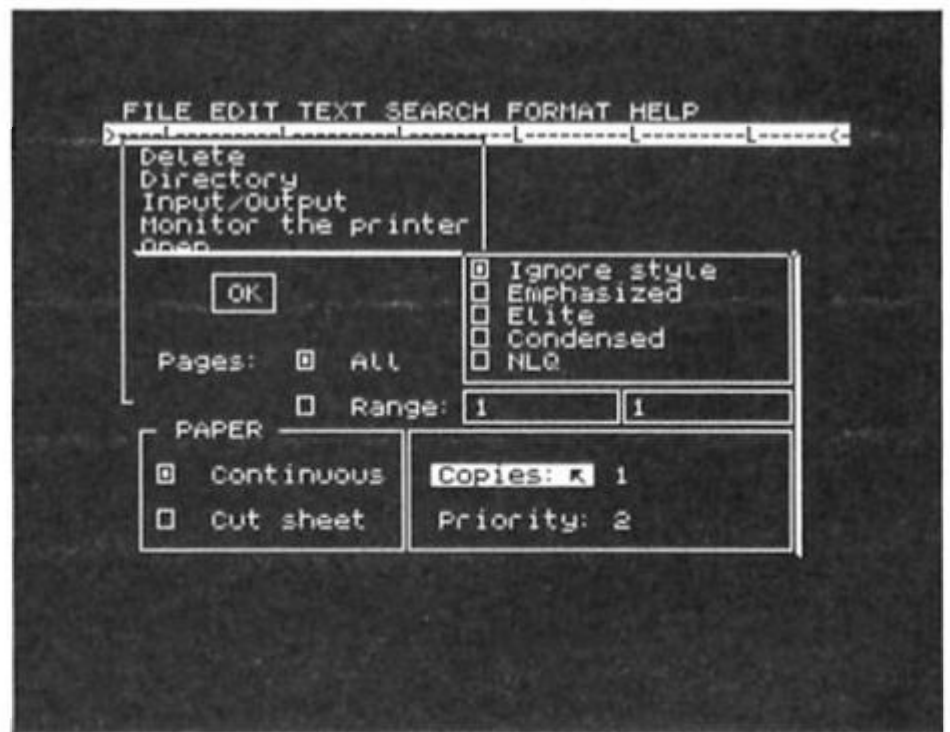 FILE EDIT TEXT SEARCH FORMAT HELP
Delete
Directory
Input/Output
Monitor the printer
Open
OK
Ignore style
Emphasized
Elite
Condensed
NLQ
Pages: All
Range: 1 1
PAPER
Continuous
Cut sheet
Copies: 1
Priority: 2